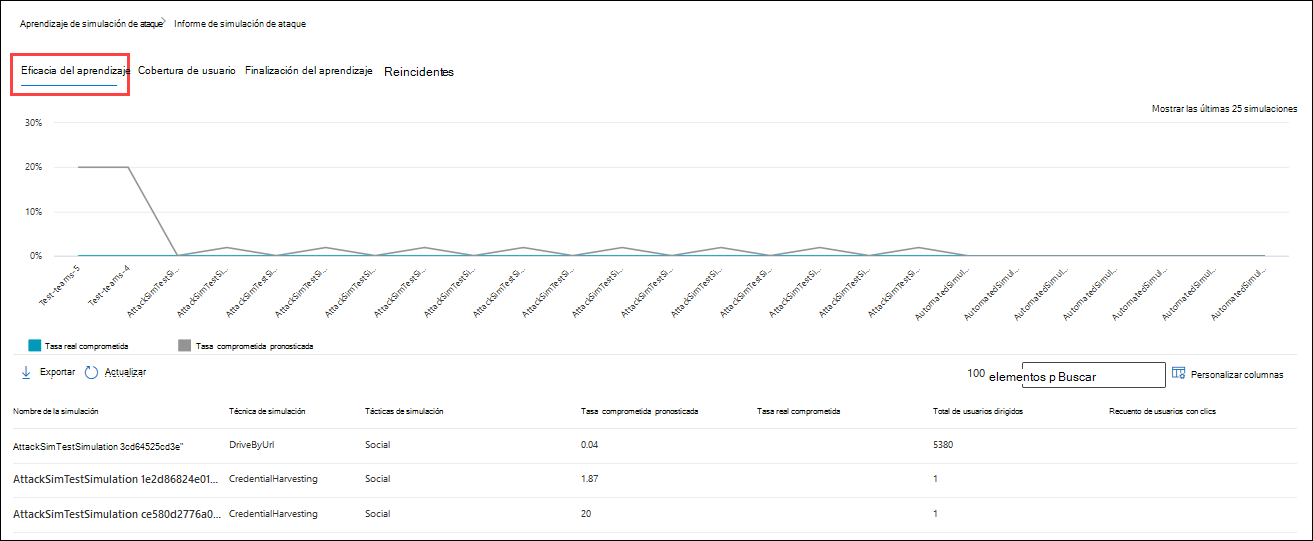 Aprendizaje de simulación de ataque > Informe de simulación de ataque
Eficacia del aprendizaje Cobertura de usuario Finalización del aprendizaje Reincidentes
Mostrar las últimas 25 simulaciones
30%
20%
10%
0%
Test-teams-5 Test-teams-4 AttackSimTestSi... AttackSimTestSi... AttackSimTestSi... AttackSimTestSi... AttackSimTestSi... AttackSimTestSi... AttackSimTestSi... AttackSimTestSi... AttackSimTestSi... AttackSimTestSi... AttackSimTestSi... AttackSimTestSi... AttackSimTestSi... AttackSimTestSi... AttackSimTestSi... AttackSimTestSi... AutomatedSimul... AutomatedSimul... AutomatedSimul... AutomatedSimul... AutomatedSimul... AutomatedSimul... AutomatedSimul...
Tasa real comprometida Tasa comprometida pronosticada
Exportar Actualizar 100 elementos p Buscar Personalizar columnas
Nombre de la simulación Técnica de simulación Tácticas de simulación Tasa comprometida pronosticada Tasa real comprometida Total de usuarios dirigidos Recuento de usuarios con clics
AttackSimTestSimulation 3cd64525cd3e" DriveByUrl Social 0.04 5380
AttackSimTestSimulation 1e2d86824e01... CredentialHarvesting Social 1.87 1
AttackSimTestSimulation ce580d2776a0... CredentialHarvesting Social 20 1